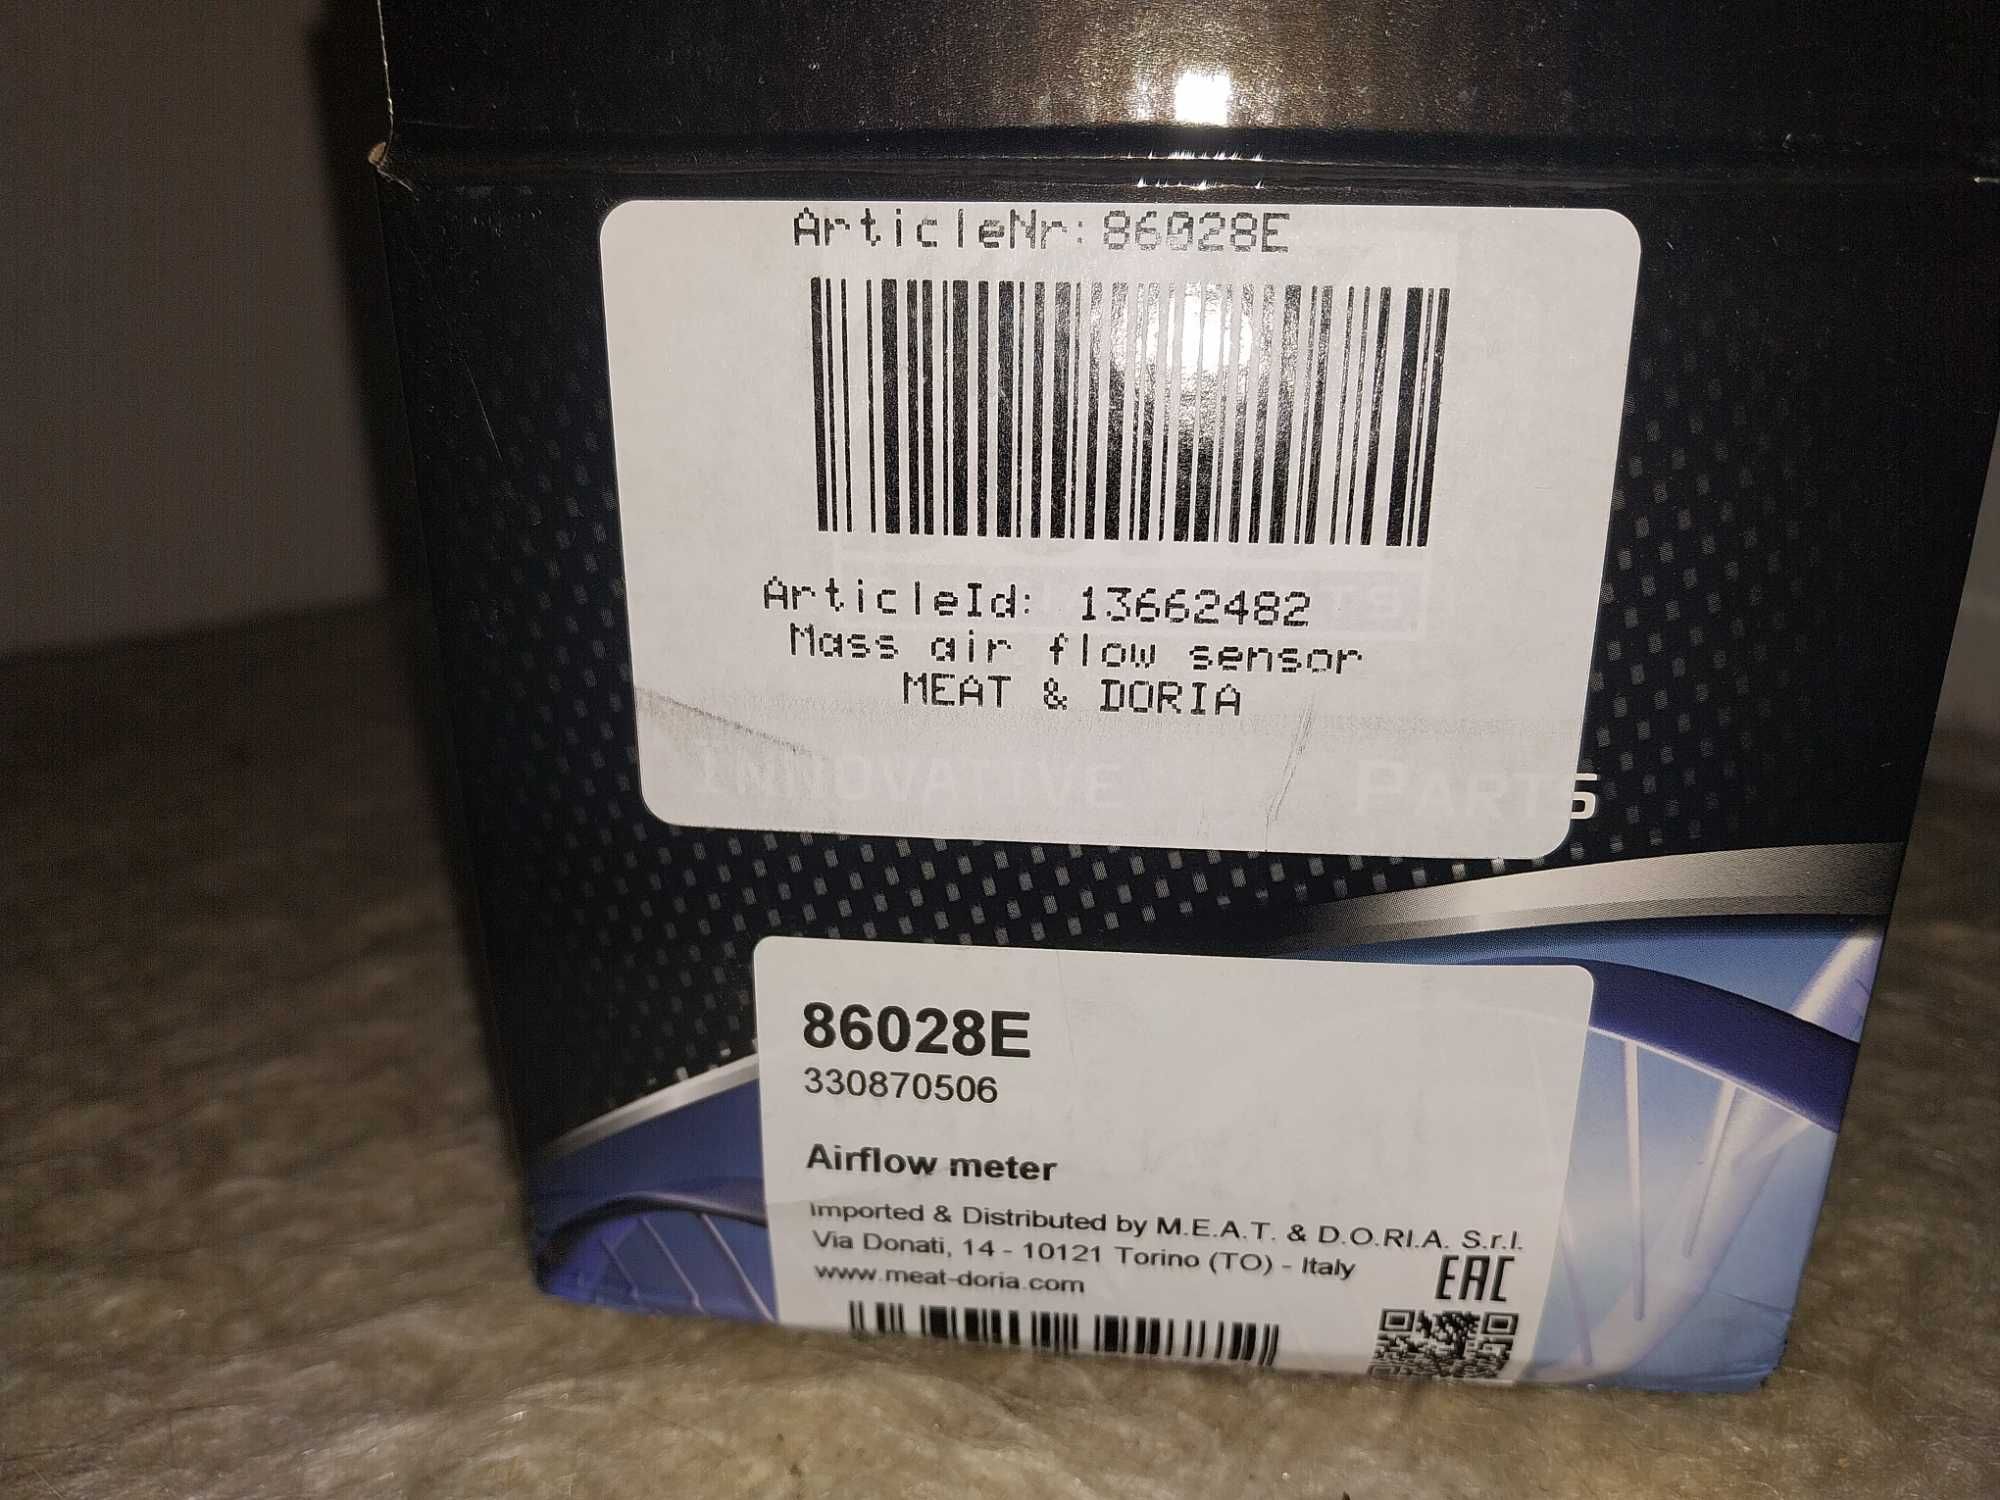 ArticleNr: 86028E
ArticleId: 13662482
Mass air flow sensor
MEAT & DORIA
INNOVATIVE PARTS
86028E
330870506
Airflow meter
Imported & Distributed by M.E.A.T. & D.O.RI.A. S.r.l.
Via Donati, 14 - 10121 Torino (TO) - Italy
www.meat-doria.com
EAC